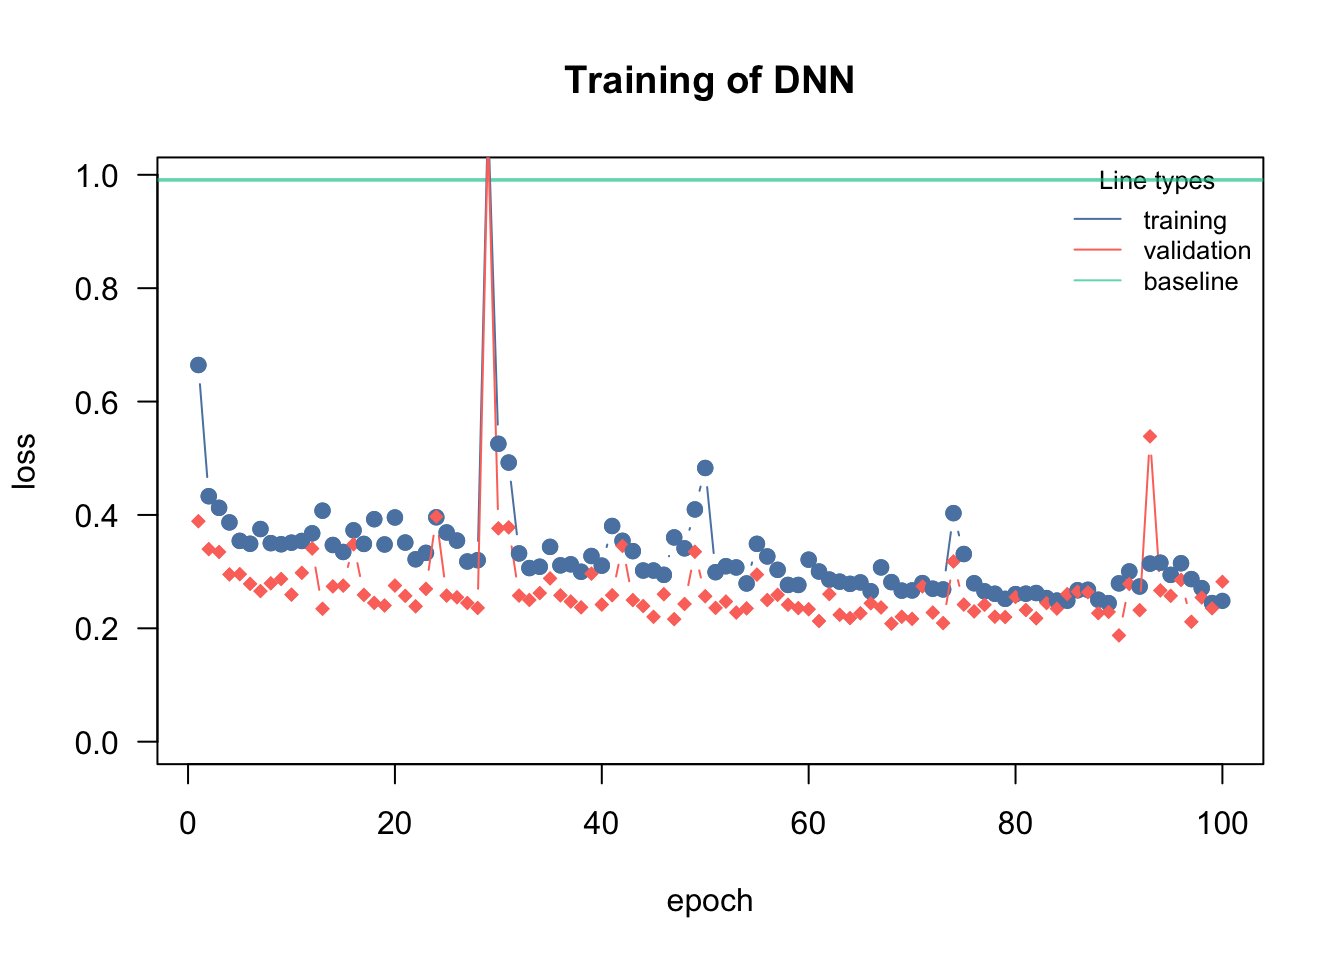 Training of DNN
1.0
0.8
0.6
0.4
0.2
0.0
loss
Line types
training
validation
baseline
0 20 40 60 80 100
epoch